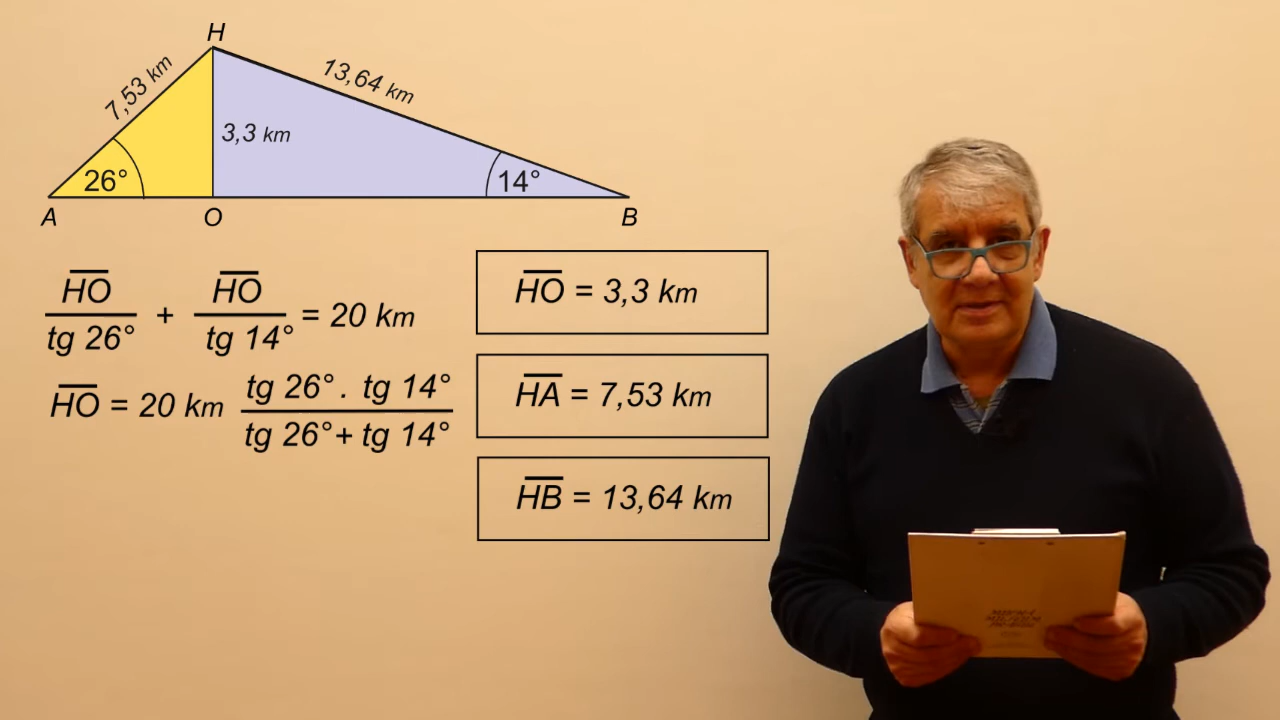 H
7,53 km
13,64 km
3,3 km
26°
14°
A
O
B
HO
tg 26°
+
HO
tg 14°
= 20 km
HO = 20 km
tg 26° . tg 14°
tg 26° + tg 14°
HO = 3,3 km
HA = 7,53 km
HB = 13,64 km